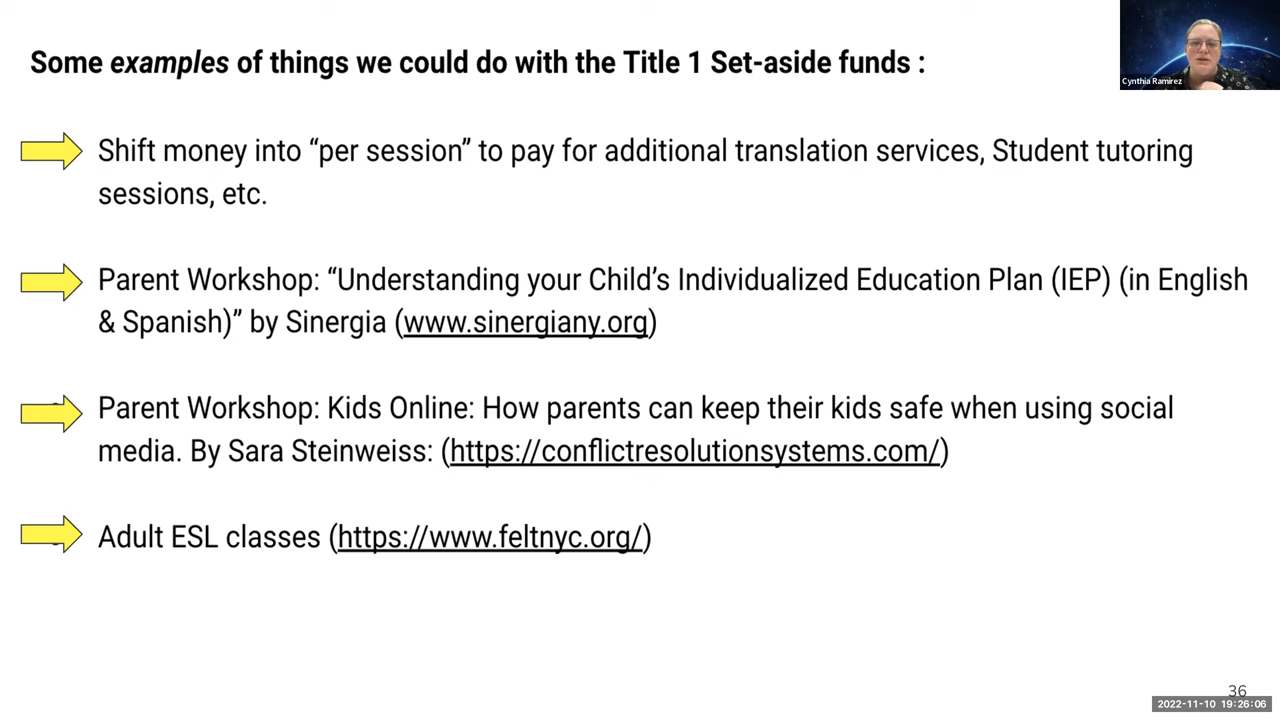 Some examples of things we could do with the Title 1 Set-aside funds :
Cynthia Ramirez
Shift money into “per session” to pay for additional translation services, Student tutoring
sessions, etc.
Parent Workshop: “Understanding your Child’s Individualized Education Plan (IEP) (in English
& Spanish)” by Sinergia (www.sinergiany.org)
Parent Workshop: Kids Online: How parents can keep their kids safe when using social
media. By Sara Steinweiss: (https://conflictresolutionsystems.com/)
Adult ESL classes (https://www.feltnyc.org/)
36
2022-11-10 19:26:06